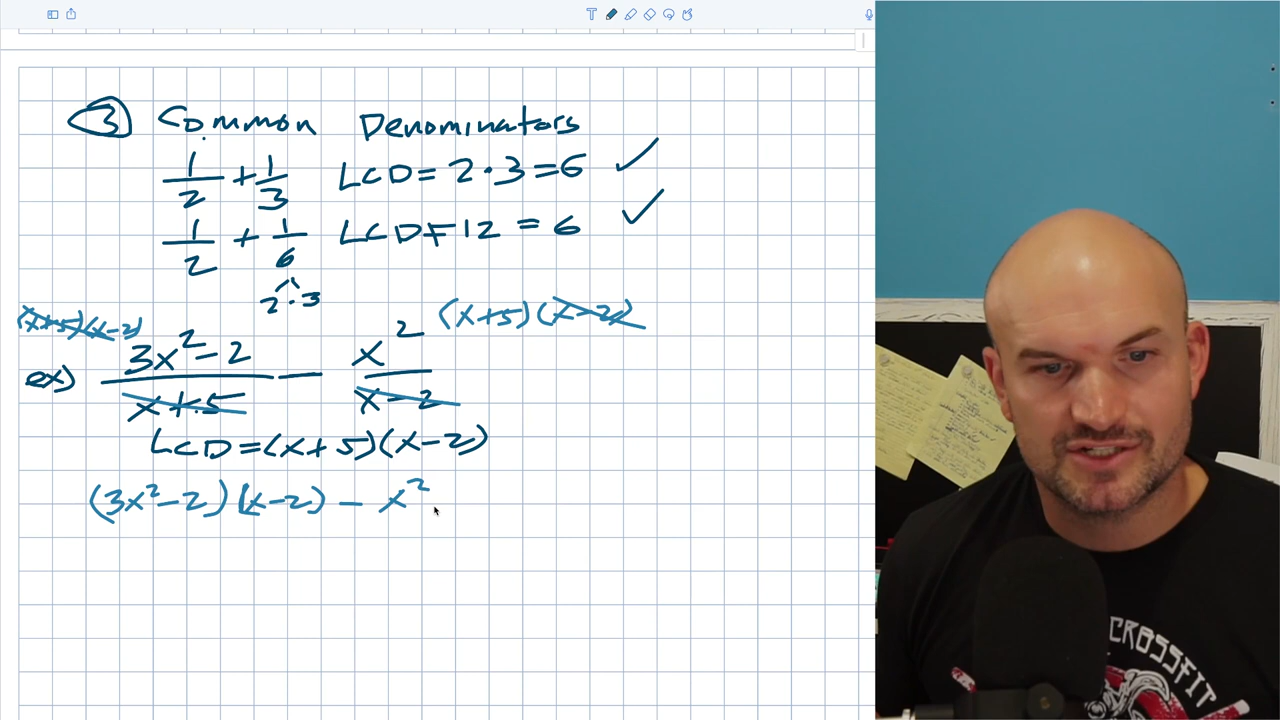 ③ Common Denominators
1/2 + 1/3 LCD = 2 · 3 = 6 ✓
1/2 + 1/6 LCD ≠ 12 = 6 ✓
2 · 3
(x+5)(x-2) (x+5)(x-2)
ex) 3x²-2/x+5 — x²/x-2
LCD = (x+5)(x-2)
(3x²-2)(x-2) - x²
CROSSFIT